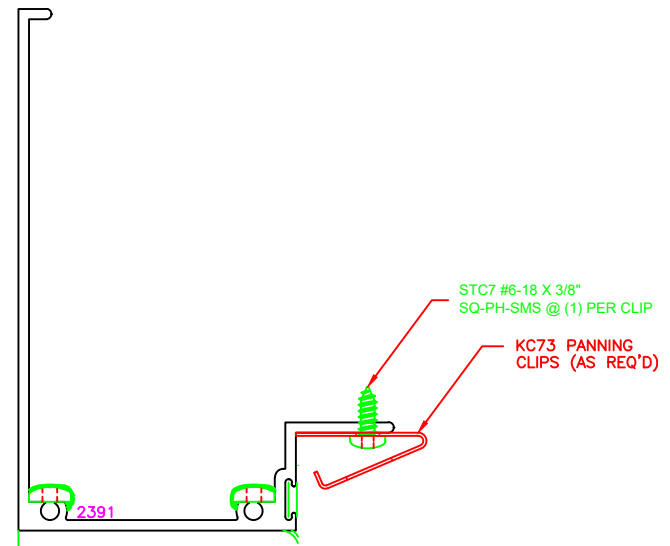 STC7 #6-18 X 3/8"
SQ-PH-SMS @ (1) PER CLIP
KC73 PANNING
CLIPS (AS REQ'D)
2391